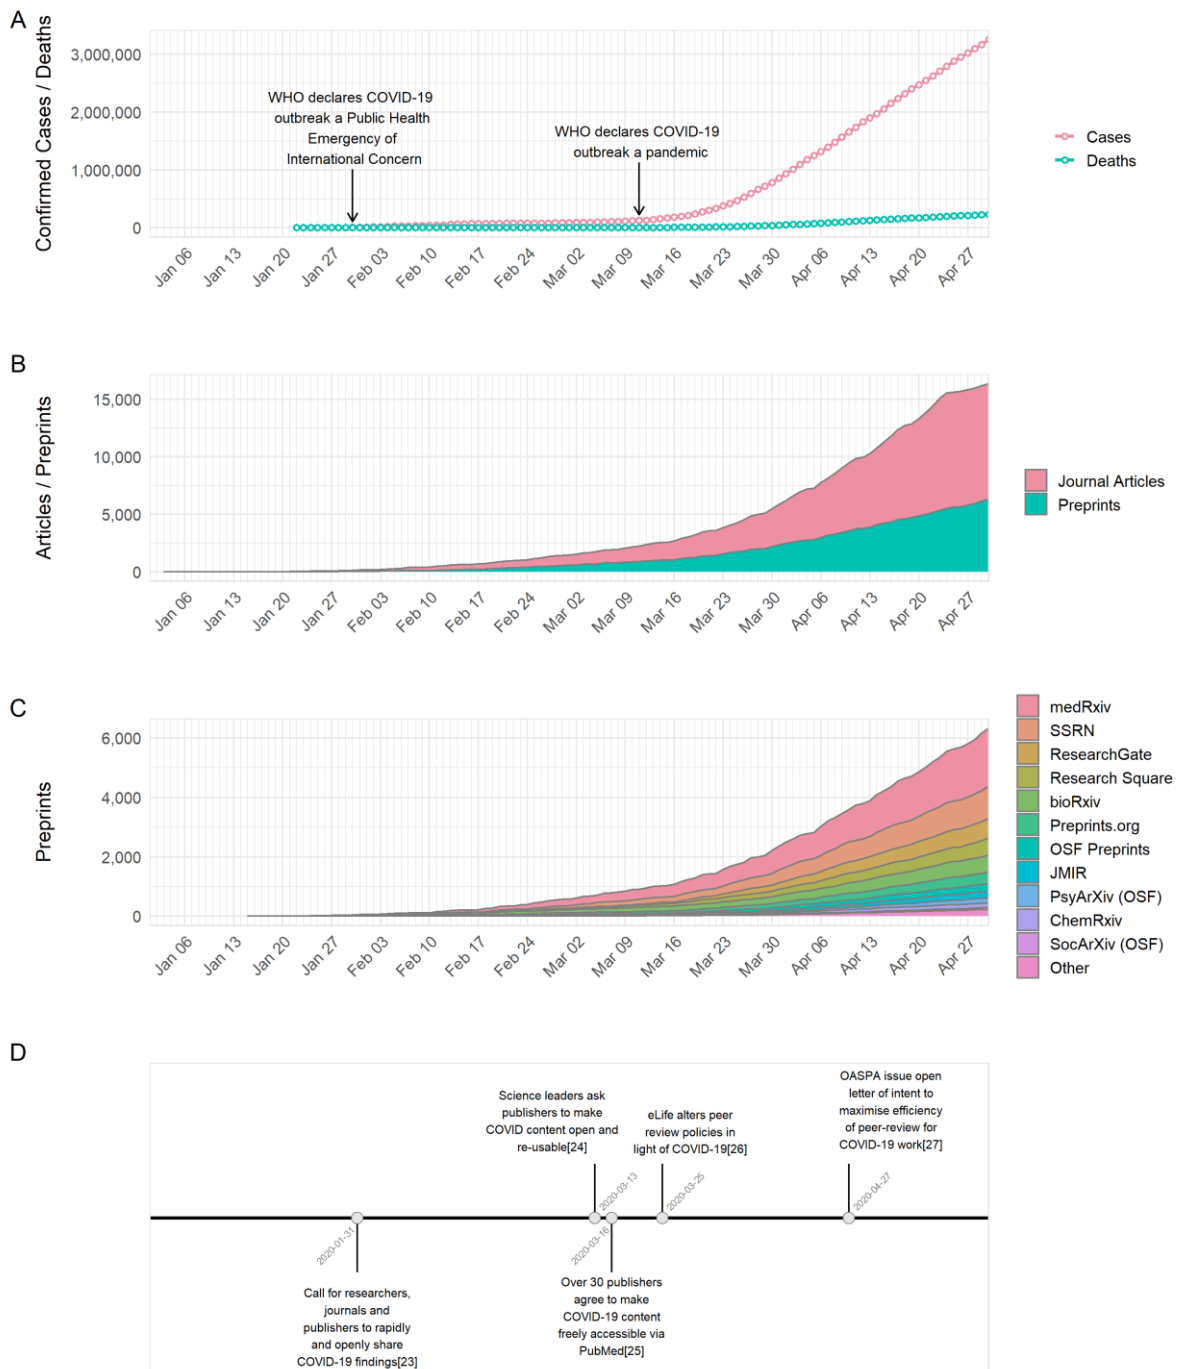 A
Confirmed Cases / Deaths
3,000,000
2,000,000
1,000,000
0
WHO declares COVID-19
outbreak a Public Health
Emergency of
International Concern
WHO declares COVID-19
outbreak a pandemic
Cases
Deaths
Jan 06
Jan 13
Jan 20
Jan 27
Feb 03
Feb 10
Feb 17
Feb 24
Mar 02
Mar 09
Mar 16
Mar 23
Mar 30
Apr 06
Apr 13
Apr 20
Apr 27
B
Articles / Preprints
15,000
10,000
5,000
0
Journal Articles
Preprints
Jan 06
Jan 13
Jan 20
Jan 27
Feb 03
Feb 10
Feb 17
Feb 24
Mar 02
Mar 09
Mar 16
Mar 23
Mar 30
Apr 06
Apr 13
Apr 20
Apr 27
C
Preprints
6,000
4,000
2,000
0
medRxiv
SSRN
ResearchGate
Research Square
bioRxiv
Preprints.org
OSF Preprints
JMIR
PsyArXiv (OSF)
ChemRxiv
SocArXiv (OSF)
Other
Jan 06
Jan 13
Jan 20
Jan 27
Feb 03
Feb 10
Feb 17
Feb 24
Mar 02
Mar 09
Mar 16
Mar 23
Mar 30
Apr 06
Apr 13
Apr 20
Apr 27
D
2020-01-31
Call for researchers,
journals and
publishers to rapidly
and openly share
COVID-19 findings[23]
Science leaders ask
publishers to make
COVID content open and
re-usable[24]
2020-03-13
2020-03-16
Over 30 publishers
agree to make
COVID-19 content
freely accessible via
PubMed[25]
eLife alters peer
review policies in
light of COVID-19[26]
2020-03-25
OASPA issue open
letter of intent to
maximise efficiency
of peer-review for
COVID-19 work[27]
2020-04-27